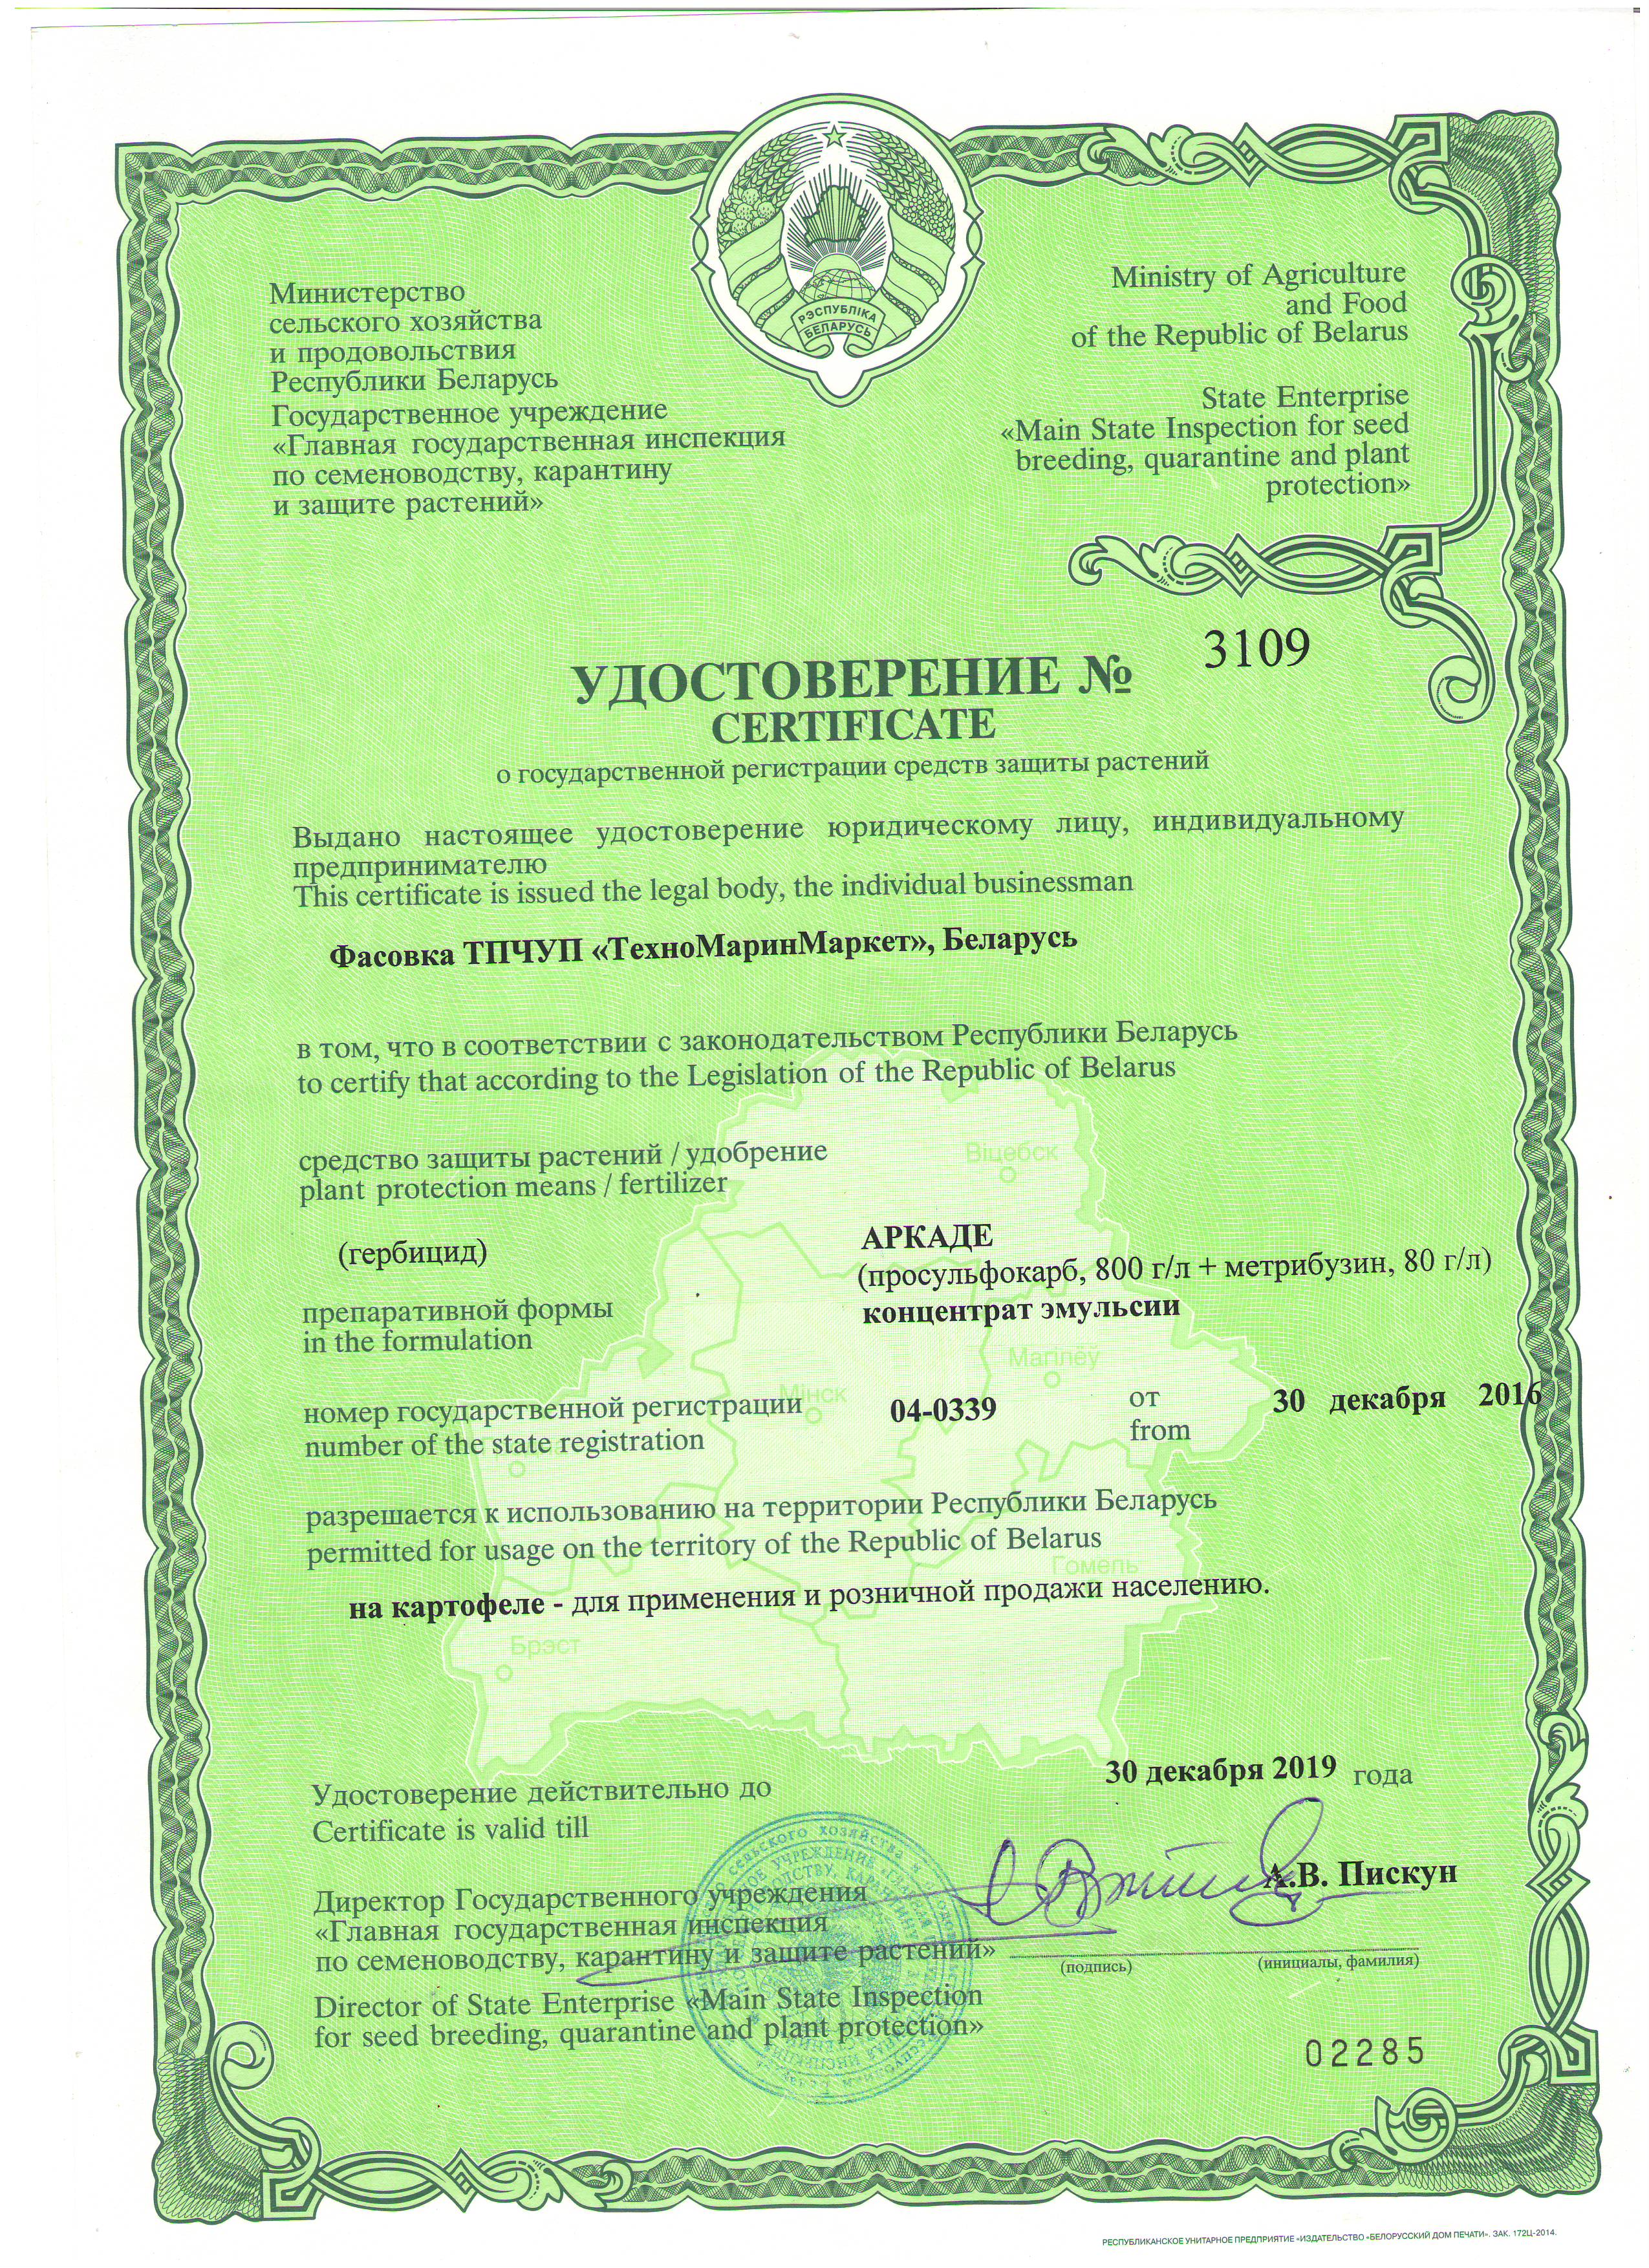 РЭСПУБЛІКА
БЕЛАРУСЬ
Министерство
сельского хозяйства
и продовольствия
Республики Беларусь
Государственное учреждение
«Главная государственная инспекция
по семеноводству, карантину
и защите растений»
Ministry of Agriculture
and Food
of the Republic of Belarus
State Enterprise
«Main State Inspection for seed
breeding, quarantine and plant
protection»
УДОСТОВЕРЕНИЕ № 3109
CERTIFICATE
о государственной регистрации средств защиты растений
Выдано настоящее удостоверение юридическому лицу, индивидуальному
предпринимателю
This certificate is issued the legal body, the individual businessman
Фасовка ТПЧУП «ТехноМаринМаркет», Беларусь
в том, что в соответствии с законодательством Республики Беларусь
to certify that according to the Legislation of the Republic of Belarus
Віцебск
средство защиты растений / удобрение
plant protection means / fertilizer
(гербицид) АРКАДЕ
(просульфокарб, 800 г/л + метрибузин, 80 г/л)
препаративной формы концентрат эмульсии
in the formulation
Магілёў
Мінск
номер государственной регистрации 04-0339 от 30 декабря 2016
number of the state registration from
разрешается к использованию на территории Республики Беларусь
permitted for usage on the territory of the Republic of Belarus
Гомель
на картофеле - для применения и розничной продажи населению.
Брэст
30 декабря 2019 года
Удостоверение действительно до
Certificate is valid till
А.В. Пискун
Директор Государственного учреждения
«Главная государственная инспекция
по семеноводству, карантину и защите растений»
(подпись) (инициалы, фамилия)
Director of State Enterprise «Main State Inspection
for seed breeding, quarantine and plant protection»
02285
РЕСПУБЛИКАНСКОЕ УНИТАРНОЕ ПРЕДПРИЯТИЕ «ИЗДАТЕЛЬСТВО «БЕЛОРУССКИЙ ДОМ ПЕЧАТИ». ЗАК. 172Ц-2014.